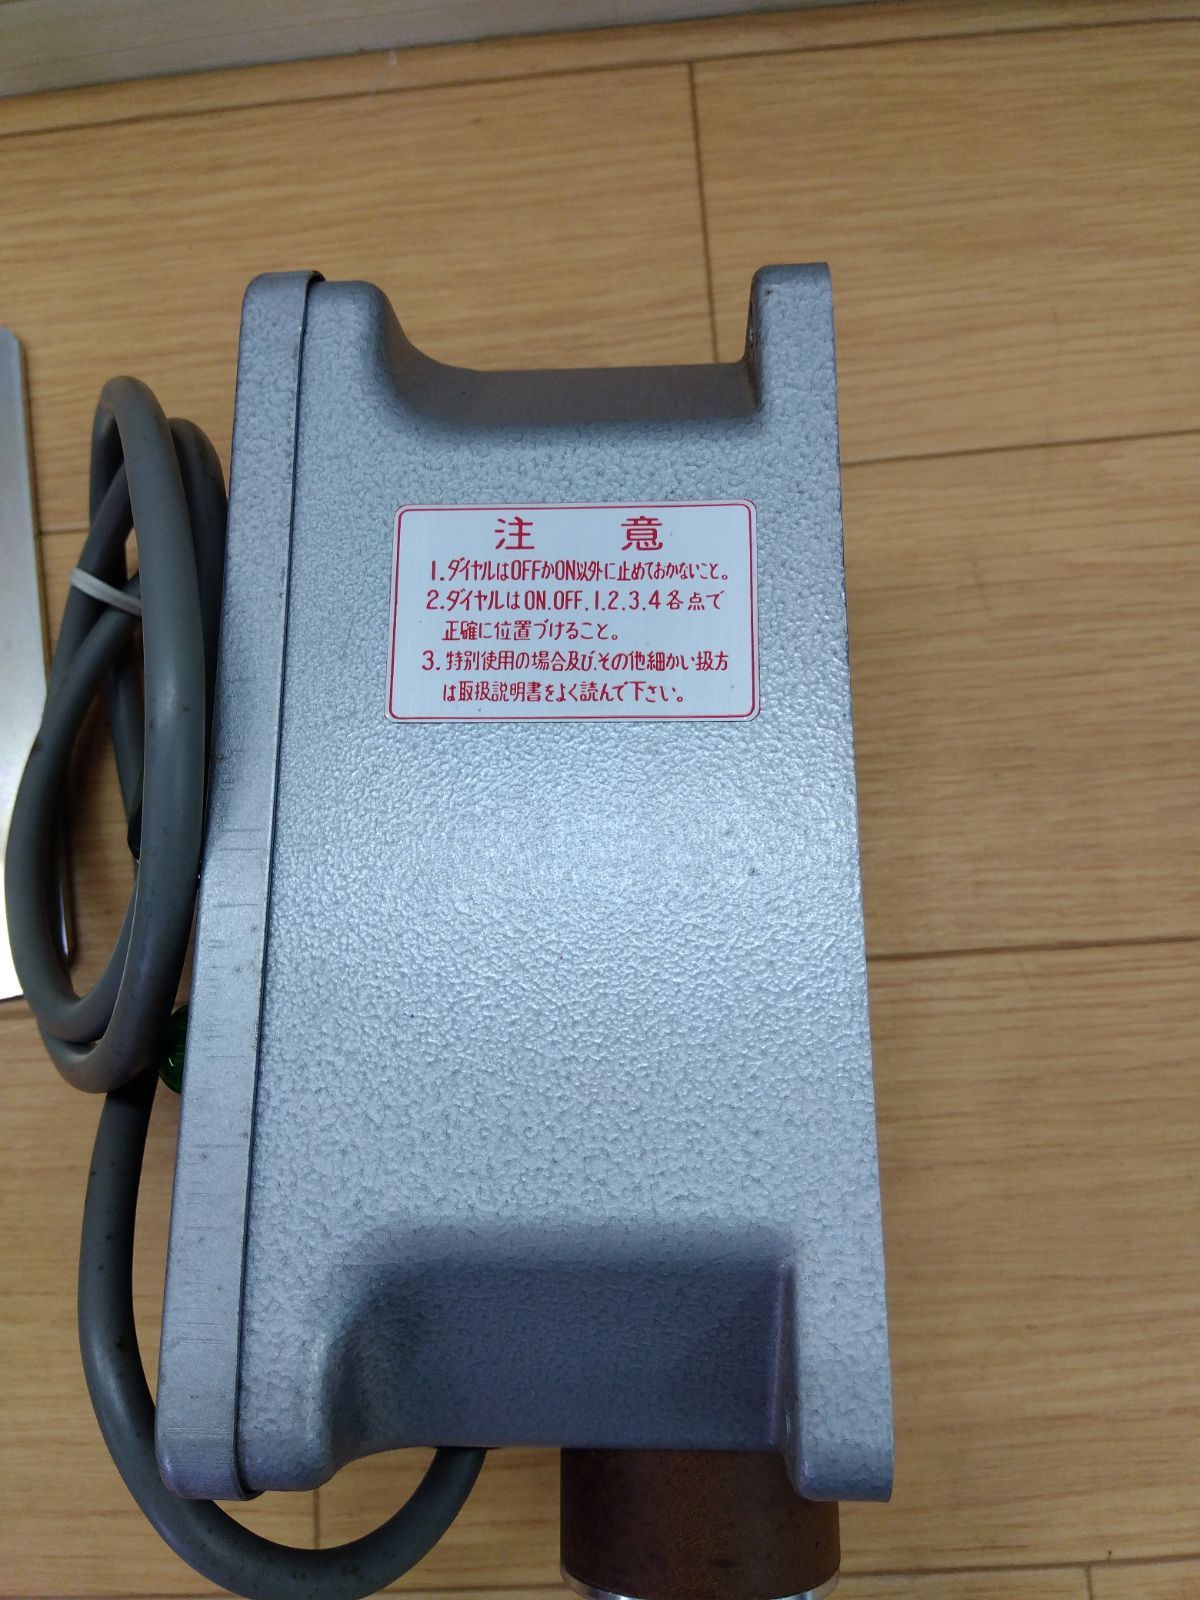 注 意
1.ダイヤルはOFFかON以外に止めておかないこと。
2.ダイヤルはON.OFF.1.2.3.4各点で
正確に位置づけること。
3.特別使用の場合及び、その他細かい扱方
は取扱説明書をよく読んで下さい。